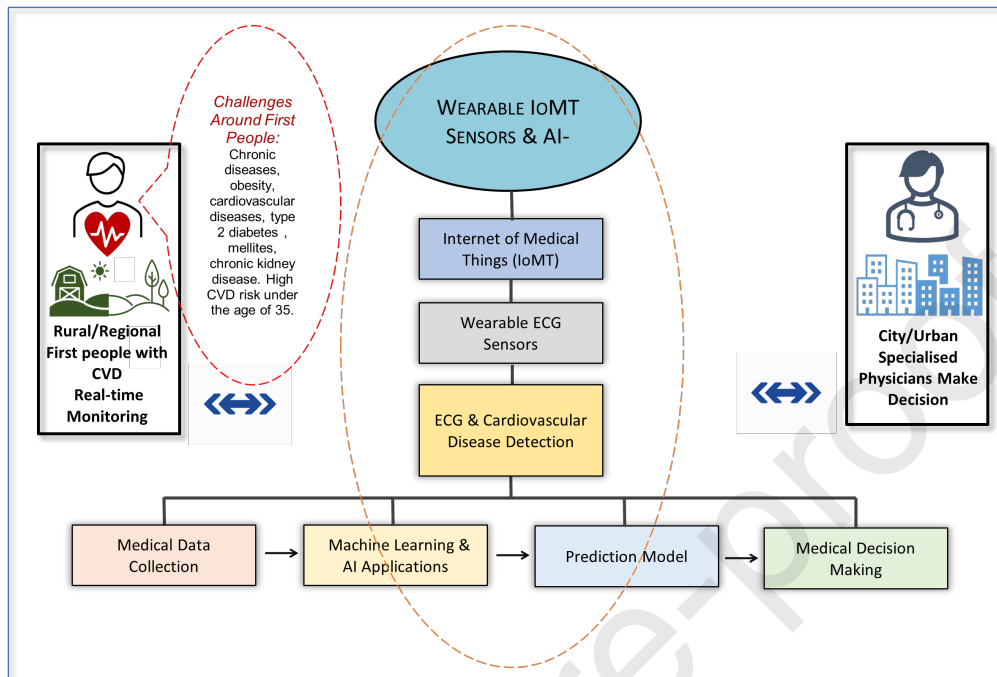 WEARABLE IOMT
SENSORS & AI-
Challenges
Around First
People:
Chronic
diseases,
obesity,
cardiovascular
diseases, type
2 diabetes ,
mellites,
chronic kidney
disease. High
CVD risk under
the age of 35.
Rural/Regional
First people with
CVD
Real-time
Monitoring
Internet of Medical
Things (IoMT)
Wearable ECG
Sensors
ECG & Cardiovascular
Disease Detection
City/Urban
Specialised
Physicians Make
Decision
Medical Data
Collection
Machine Learning &
AI Applications
Prediction Model
Medical Decision
Making
re-proof